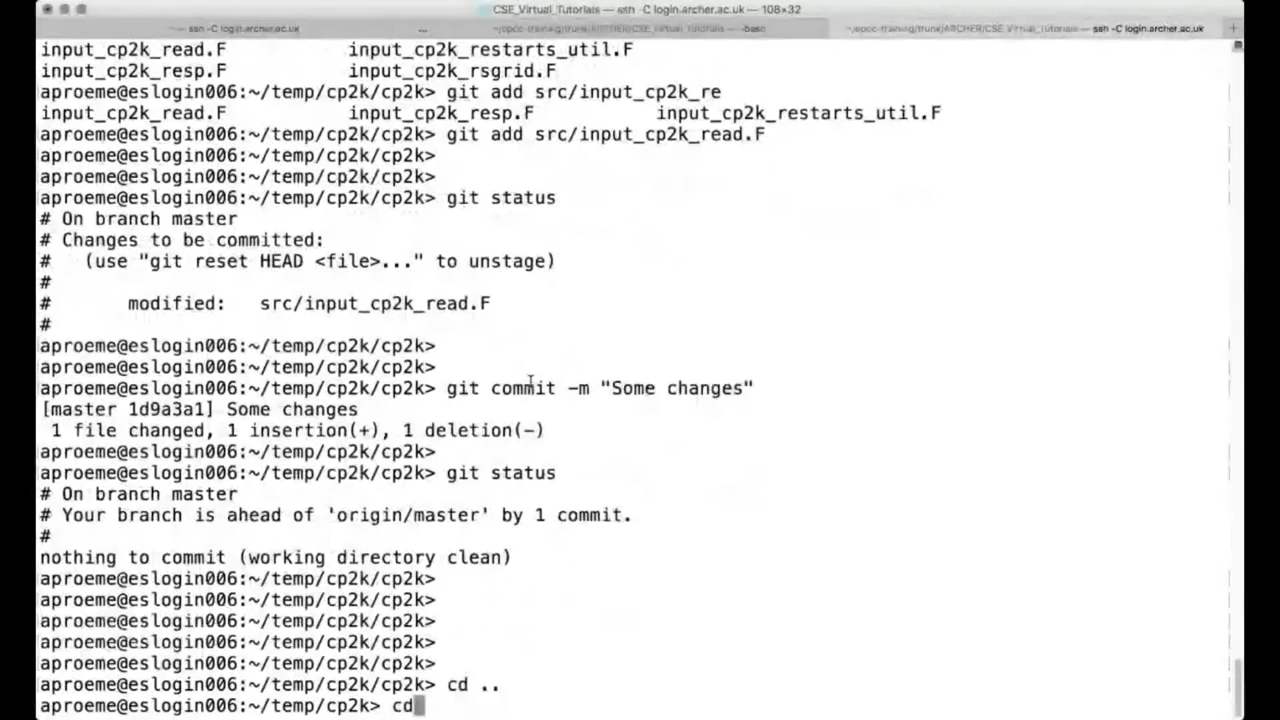 CSE_Virtual_Tutorials — ssh -C login.archer.ac.uk — 108×32
— ssh -C login.archer.ac.uk ... ~/epcc-training/trunk/ARCHER/CSE_Virtual_Tutorials — -bash ~/epcc-training/trunk/ARCHER/CSE_Virtual_Tutorials — ssh -C login.archer.ac.uk +
input_cp2k_read.F input_cp2k_restarts_util.F
input_cp2k_resp.F input_cp2k_rsgrid.F
aproeme@eslogin006:~/temp/cp2k/cp2k> git add src/input_cp2k_re
input_cp2k_read.F input_cp2k_resp.F input_cp2k_restarts_util.F
aproeme@eslogin006:~/temp/cp2k/cp2k> git add src/input_cp2k_read.F
aproeme@eslogin006:~/temp/cp2k/cp2k>
aproeme@eslogin006:~/temp/cp2k/cp2k>
aproeme@eslogin006:~/temp/cp2k/cp2k> git status
# On branch master
# Changes to be committed:
#   (use "git reset HEAD <file>..." to unstage)
#
#       modified:   src/input_cp2k_read.F
#
aproeme@eslogin006:~/temp/cp2k/cp2k>
aproeme@eslogin006:~/temp/cp2k/cp2k>
aproeme@eslogin006:~/temp/cp2k/cp2k> git commit -m "Some changes"
[master 1d9a3a1] Some changes
 1 file changed, 1 insertion(+), 1 deletion(-)
aproeme@eslogin006:~/temp/cp2k/cp2k>
aproeme@eslogin006:~/temp/cp2k/cp2k> git status
# On branch master
# Your branch is ahead of 'origin/master' by 1 commit.
#
nothing to commit (working directory clean)
aproeme@eslogin006:~/temp/cp2k/cp2k>
aproeme@eslogin006:~/temp/cp2k/cp2k>
aproeme@eslogin006:~/temp/cp2k/cp2k>
aproeme@eslogin006:~/temp/cp2k/cp2k>
aproeme@eslogin006:~/temp/cp2k/cp2k>
aproeme@eslogin006:~/temp/cp2k/cp2k> cd ..
aproeme@eslogin006:~/temp/cp2k> cd